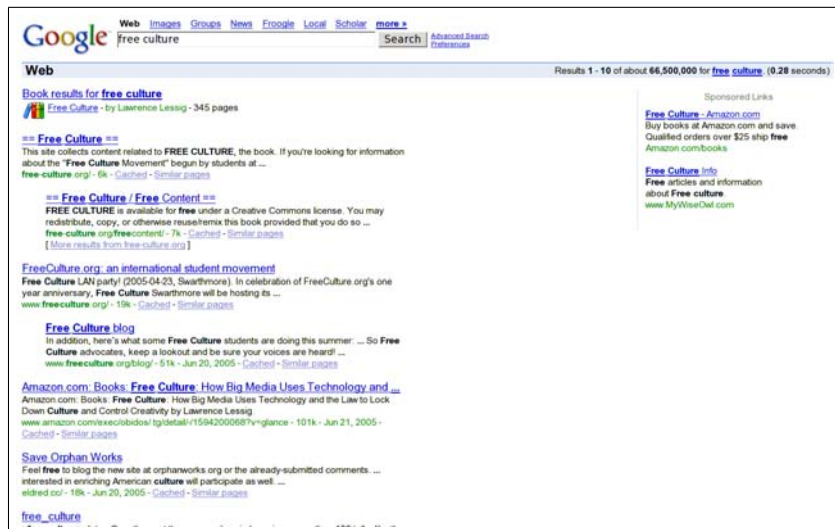 Web Images Groups News Froogle Local Scholar more »
Google
free culture
Search
Advanced Search
Preferences
Web
Results 1 - 10 of about 66,500,000 for free culture. (0.28 seconds)
Book results for free culture
Free Culture - by Lawrence Lessig - 345 pages
== Free Culture ==
This site collects content related to FREE CULTURE, the book. If you're looking for information
about the "Free Culture Movement" begun by students at ...
free-culture.org/ - 6k - Cached - Similar pages
== Free Culture / Free Content ==
FREE CULTURE is available for free under a Creative Commons license. You may
redistribute, copy, or otherwise reuse/remix this book provided that you do so ...
free-culture.org/freecontent/ - 7k - Cached - Similar pages
[ More results from free-culture.org ]
FreeCulture.org: an international student movement
Free Culture LAN party! (2005-04-23, Swarthmore). In celebration of FreeCulture.org's one
year anniversary, Free Culture Swarthmore will be hosting its ...
www.freeculture.org/ - 19k - Cached - Similar pages
Free Culture blog
In addition, here's what some Free Culture students are doing this summer: ... So Free
Culture advocates, keep a lookout and be sure your voices are heard! ...
www.freeculture.org/blog/ - 51k - Jun 20, 2005 - Cached - Similar pages
Amazon.com: Books: Free Culture: How Big Media Uses Technology and ...
Amazon.com: Books: Free Culture: How Big Media Uses Technology and the Law to Lock
Down Culture and Control Creativity by Lawrence Lessig
www.amazon.com/exec/obidos/ tg/detail/-/1594200068?v=glance - 101k - Jun 21, 2005 -
Cached - Similar pages
Save Orphan Works
Feel free to blog the new site at orphanworks.org or the already-submitted comments. ...
interested in enriching American culture will participate as well. ...
eldred.cc/ - 16k - Jun 20, 2005 - Cached - Similar pages
free_culture
Sponsored Links
Free Culture - Amazon.com
Buy books at Amazon.com and save.
Qualified orders over $25 ship free
Amazon.com/books
Free Culture Info
Free articles and information
about Free culture.
www.MyWiseOwl.com